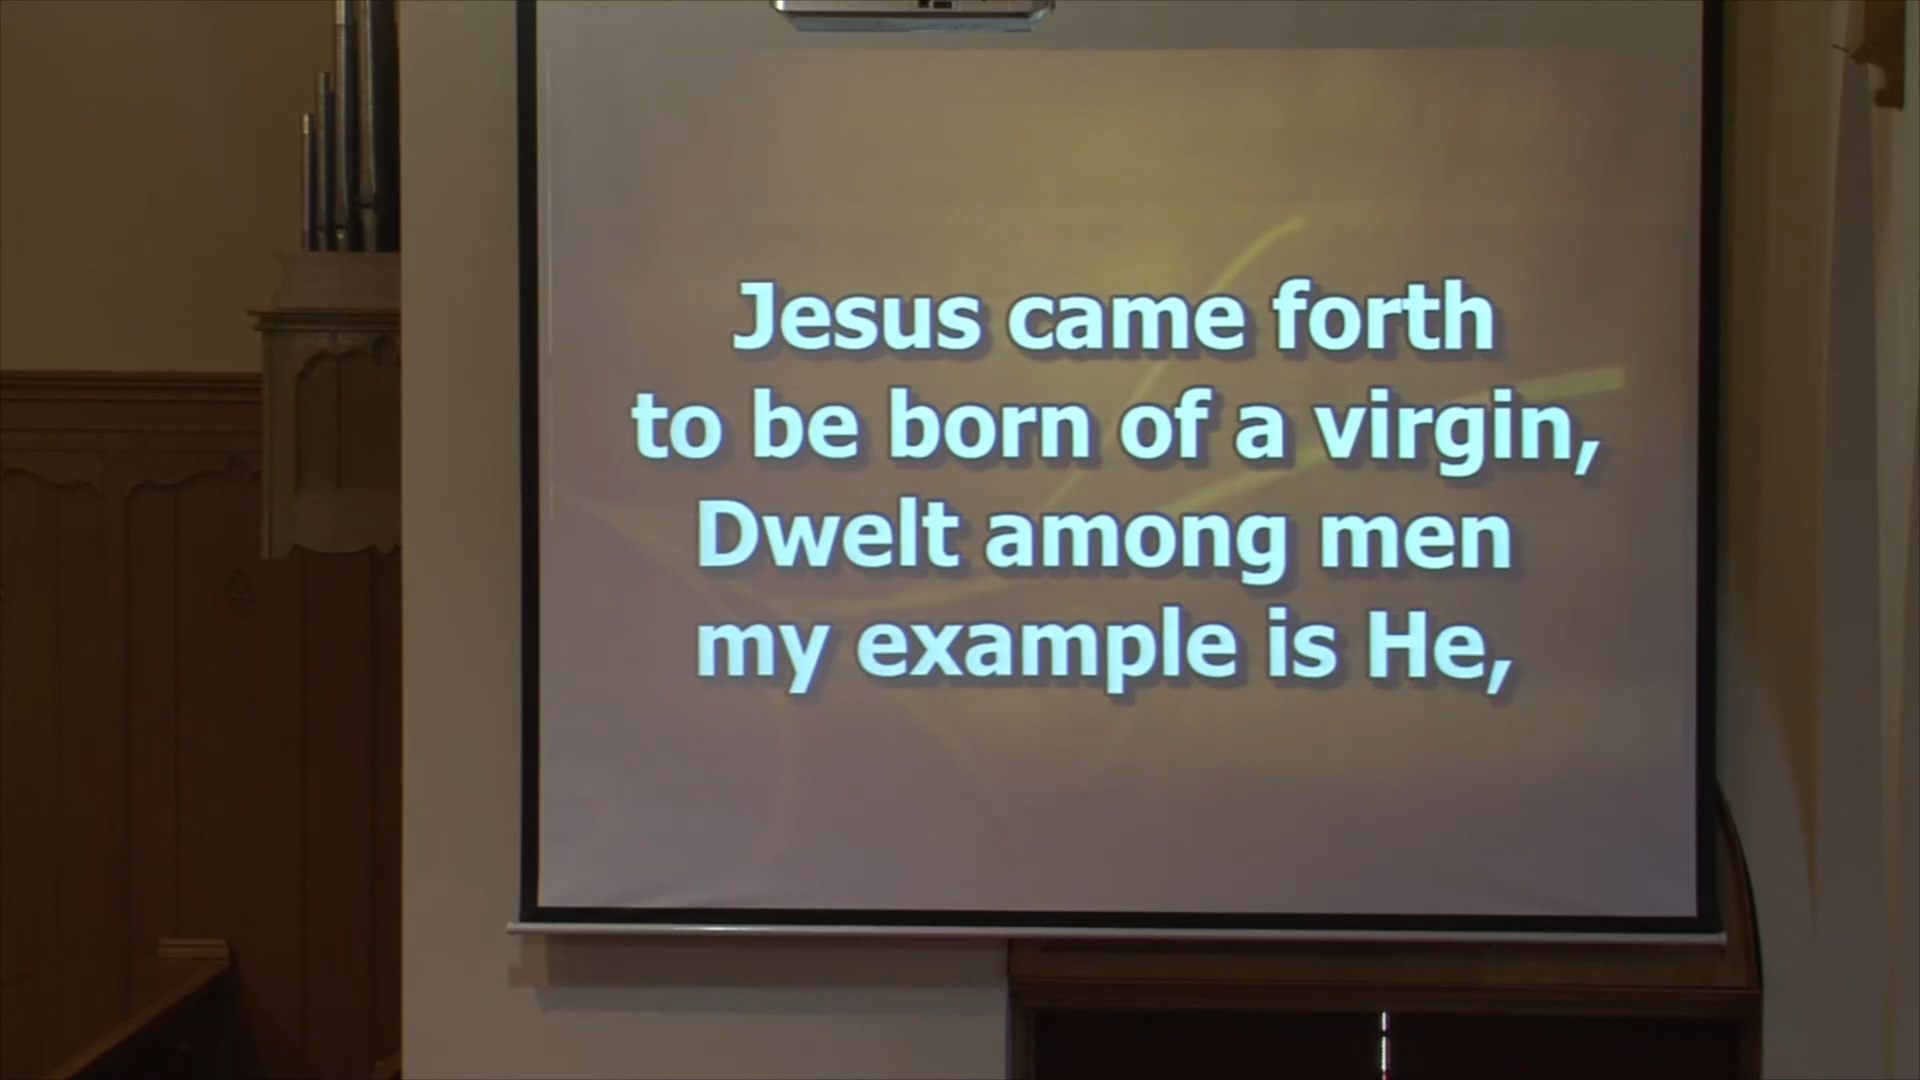 Jesus came forth
to be born of a virgin,
Dwelt among men
my example is He,